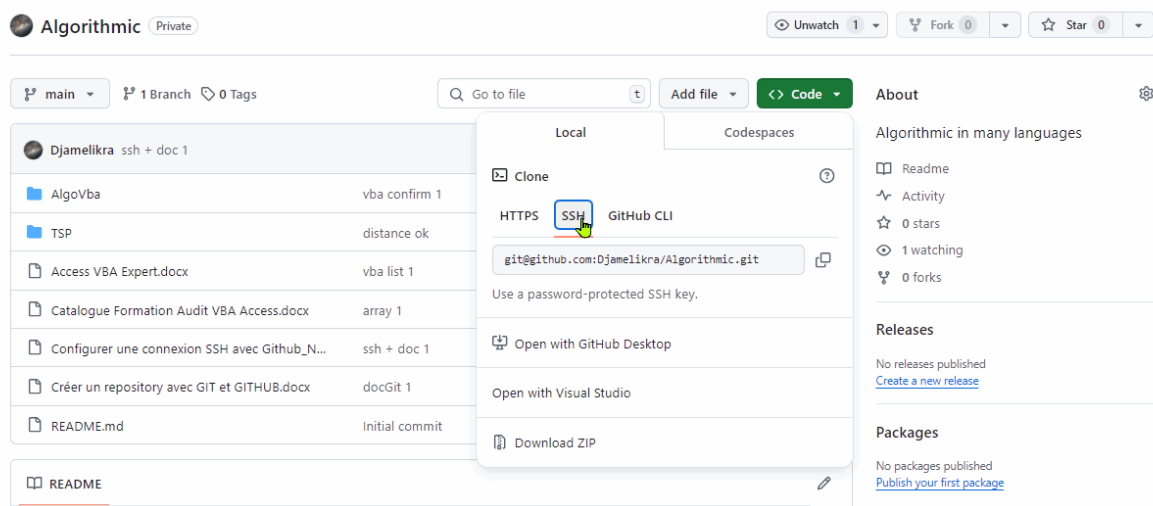 Algorithmic Private
Unwatch 1 Fork 0 Star 0
main 1 Branch 0 Tags
Go to file t Add file Code
Djamelikra ssh + doc 1
AlgoVba vba confirm 1
TSP distance ok
Access VBA Expert.docx vba list 1
Catalogue Formation Audit VBA Access.docx array 1
Configurer une connexion SSH avec Github_N... ssh + doc 1
Créer un repository avec GIT et GITHUB.docx docGit 1
README.md Initial commit
README
Local Codespaces
Clone
HTTPS SSH GitHub CLI
git@github.com:Djamelikra/Algorithmic.git
Use a password-protected SSH key.
Open with GitHub Desktop
Open with Visual Studio
Download ZIP
About
Algorithmic in many languages
Readme
Activity
0 stars
1 watching
0 forks
Releases
No releases published
Create a new release
Packages
No packages published
Publish your first package